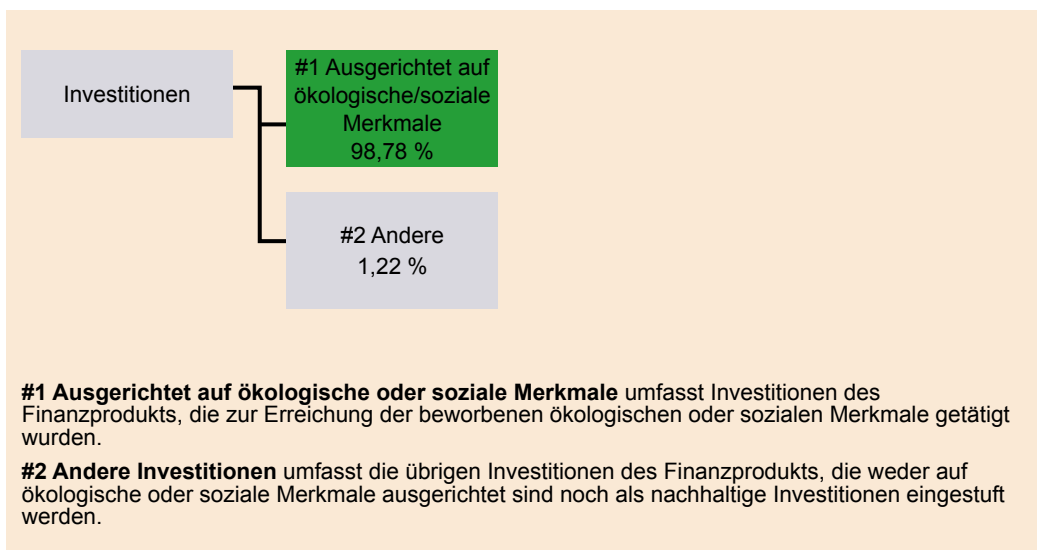 Investitionen
#1 Ausgerichtet auf
ökologische/soziale
Merkmale
98,78 %
#2 Andere
1,22 %
#1 Ausgerichtet auf ökologische oder soziale Merkmale umfasst Investitionen des
Finanzprodukts, die zur Erreichung der beworbenen ökologischen oder sozialen Merkmale getätigt
wurden.
#2 Andere Investitionen umfasst die übrigen Investitionen des Finanzprodukts, die weder auf
ökologische oder soziale Merkmale ausgerichtet sind noch als nachhaltige Investitionen eingestuft
werden.